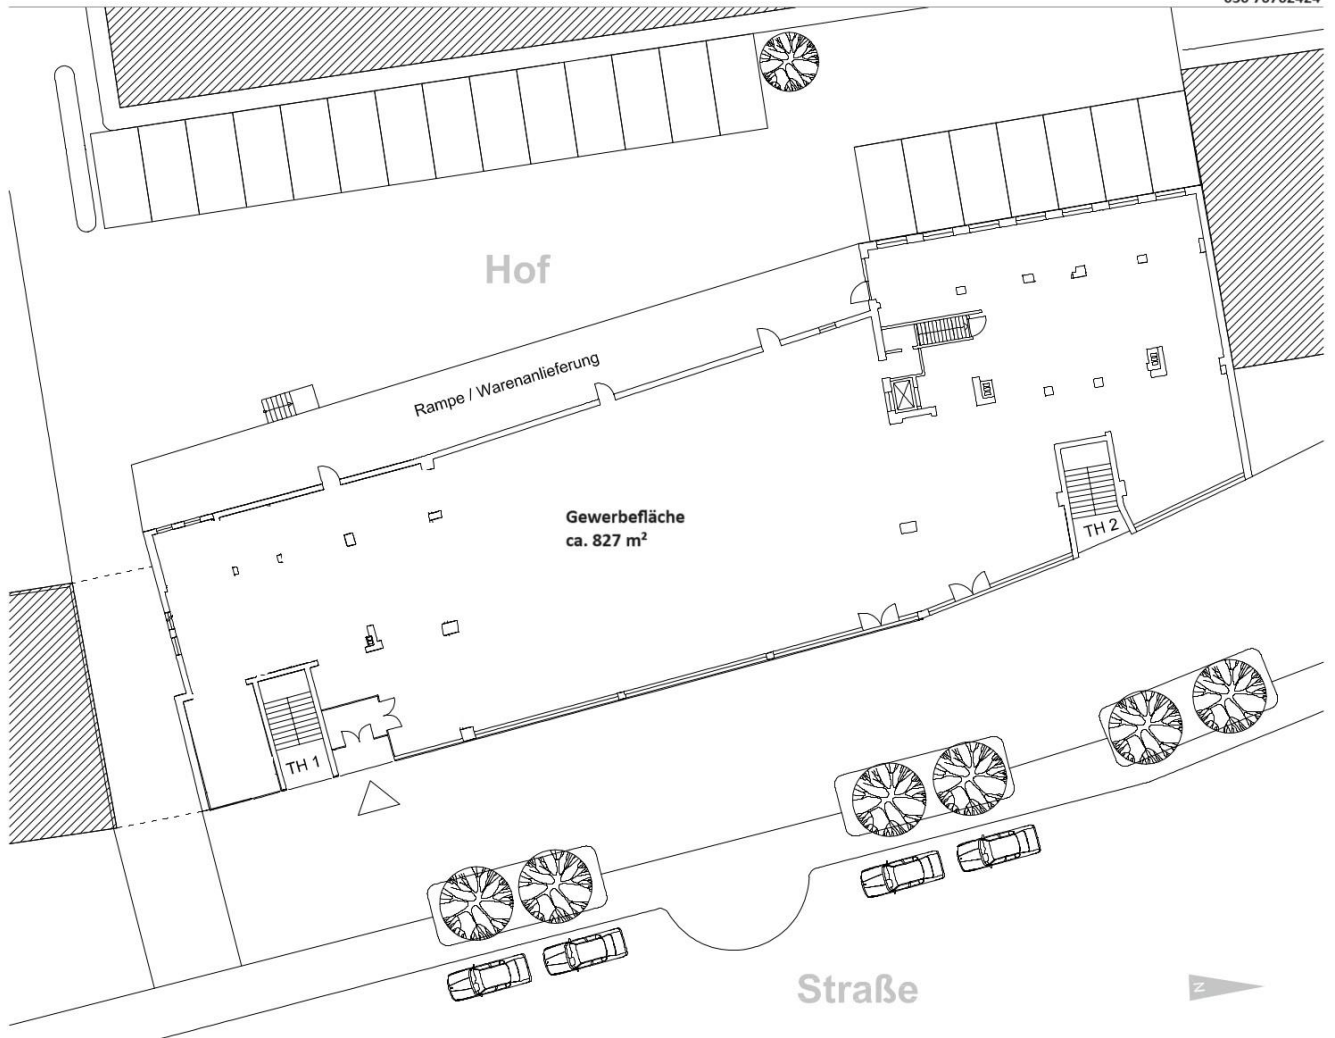 Hof
Rampe / Warenanlieferung
Gewerbefläche
ca. 827 m²
TH 2
TH 1
Straße
N